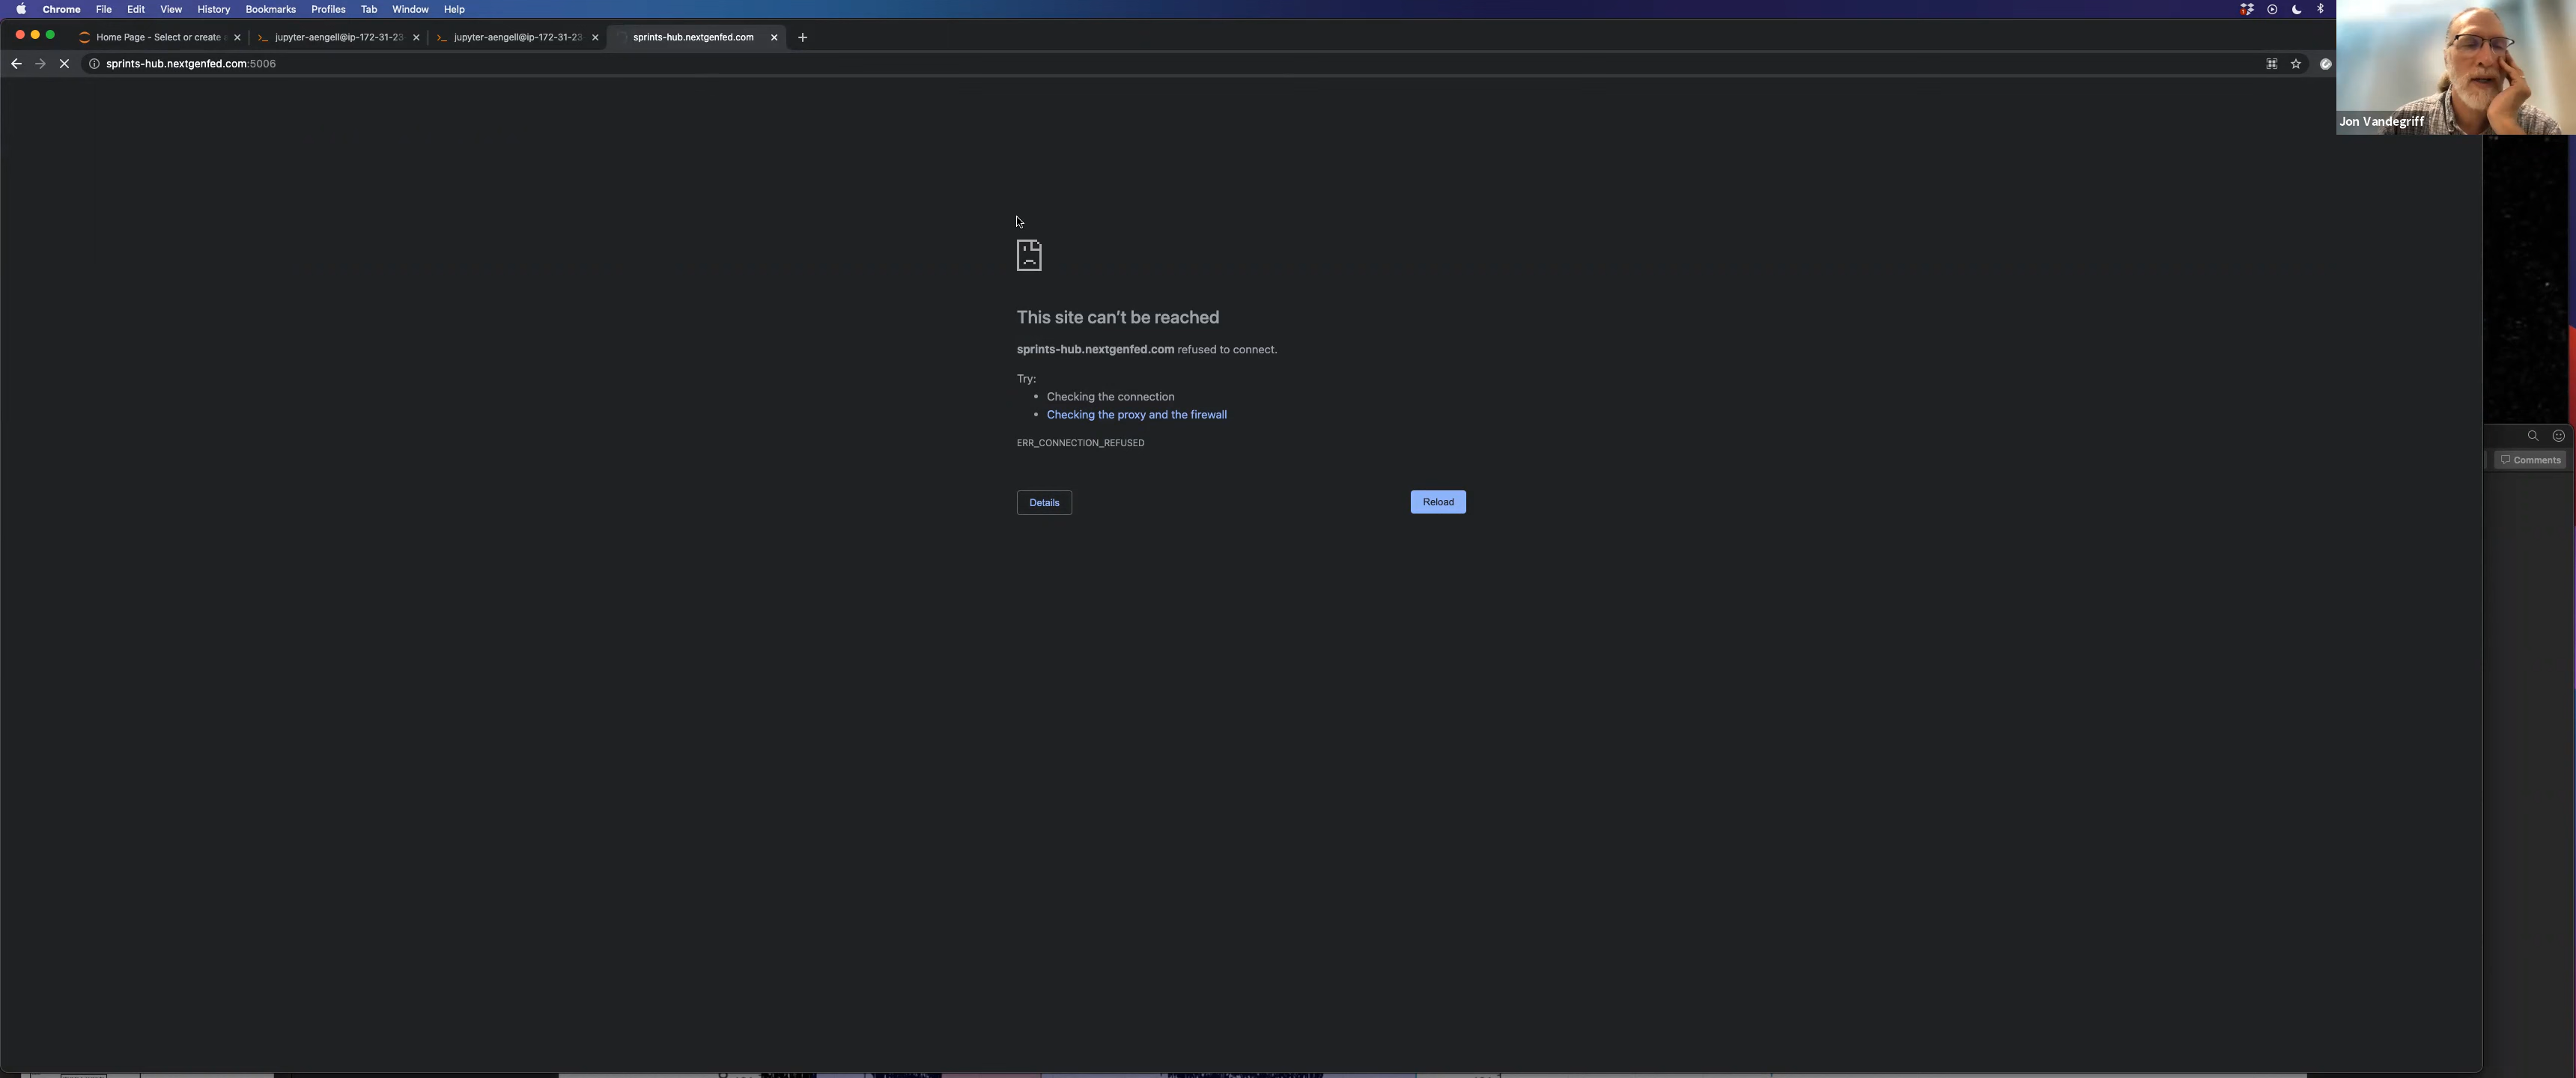 Chrome File Edit View History Bookmarks Profiles Tab Window Help
Home Page - Select or create jupyter-aengell@ip-172-31-23 jupyter-aengell@ip-172-31-23 sprints-hub.nextgenfed.com
sprints-hub.nextgenfed.com:5006
Jon Vandegriff
This site can't be reached
sprints-hub.nextgenfed.com refused to connect.
Try:
• Checking the connection
• Checking the proxy and the firewall
ERR_CONNECTION_REFUSED
Comments
Details Reload